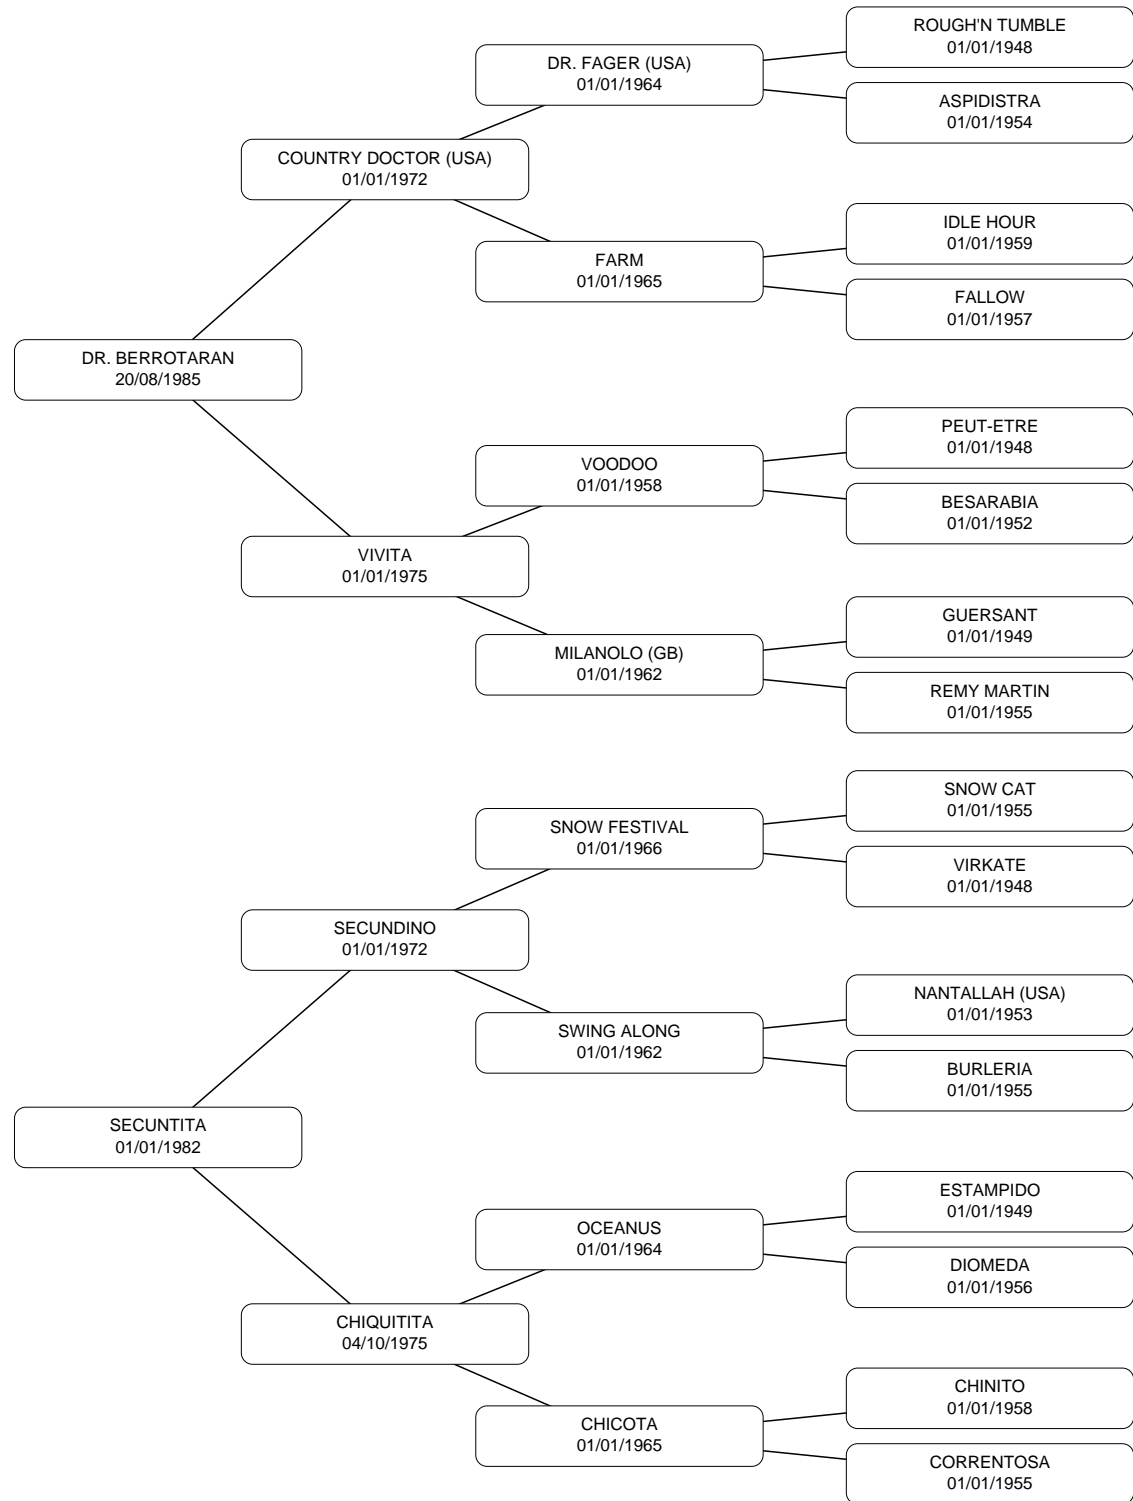 ROUGH'N TUMBLE
01/01/1948
DR. FAGER (USA)
01/01/1964
ASPIDISTRA
01/01/1954
COUNTRY DOCTOR (USA)
01/01/1972
IDLE HOUR
01/01/1959
FARM
01/01/1965
FALLOW
01/01/1957
DR. BERROTARAN
20/08/1985
PEUT-ETRE
01/01/1948
VOODOO
01/01/1958
BESARABIA
01/01/1952
VIVITA
01/01/1975
GUERSANT
01/01/1949
MILANOLO (GB)
01/01/1962
REMY MARTIN
01/01/1955
SNOW CAT
01/01/1955
SNOW FESTIVAL
01/01/1966
VIRKATE
01/01/1948
SECUNDINO
01/01/1972
NANTALLAH (USA)
01/01/1953
SWING ALONG
01/01/1962
BURLERIA
01/01/1955
SECUNTITA
01/01/1982
ESTAMPIDO
01/01/1949
OCEANUS
01/01/1964
DIOMEDA
01/01/1956
CHIQUITITA
04/10/1975
CHINITO
01/01/1958
CHICOTA
01/01/1965
CORRENTOSA
01/01/1955